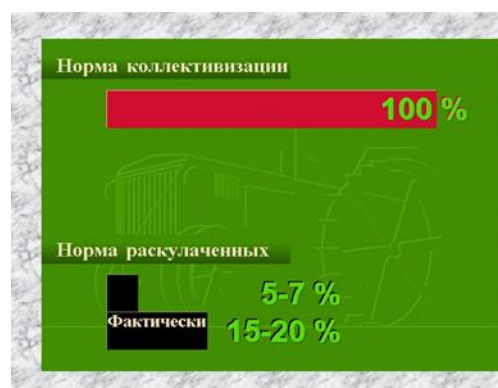 Норма коллективизации
100 %
Норма раскулаченных
5-7 %
Фактически 15-20 %